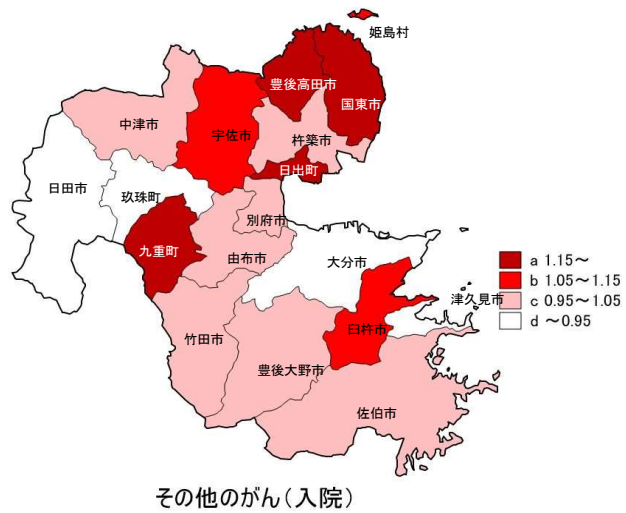 姫島村
豊後高田市
国東市
中津市
宇佐市
杵築市
日出町
日田市
玖珠町
別府市
九重町
由布市
大分市
a 1.15～
b 1.05～1.15
津久見市
c 0.95～1.05
d ～0.95
臼杵市
竹田市
豊後大野市
佐伯市
その他のがん（入院）